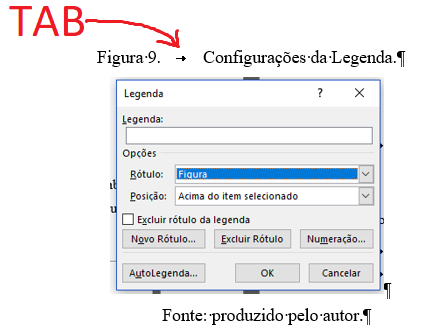 TAB
Figura 9. → Configurações da Legenda.¶
Legenda ? ×
Legenda:
Opções
Rótulo: Figura
Posição: Acima do item selecionado
Excluir rótulo da legenda
Novo Rótulo... Excluir Rótulo Numeração...
AutoLegenda... OK Cancelar
¶
Fonte: produzido pelo autor.¶